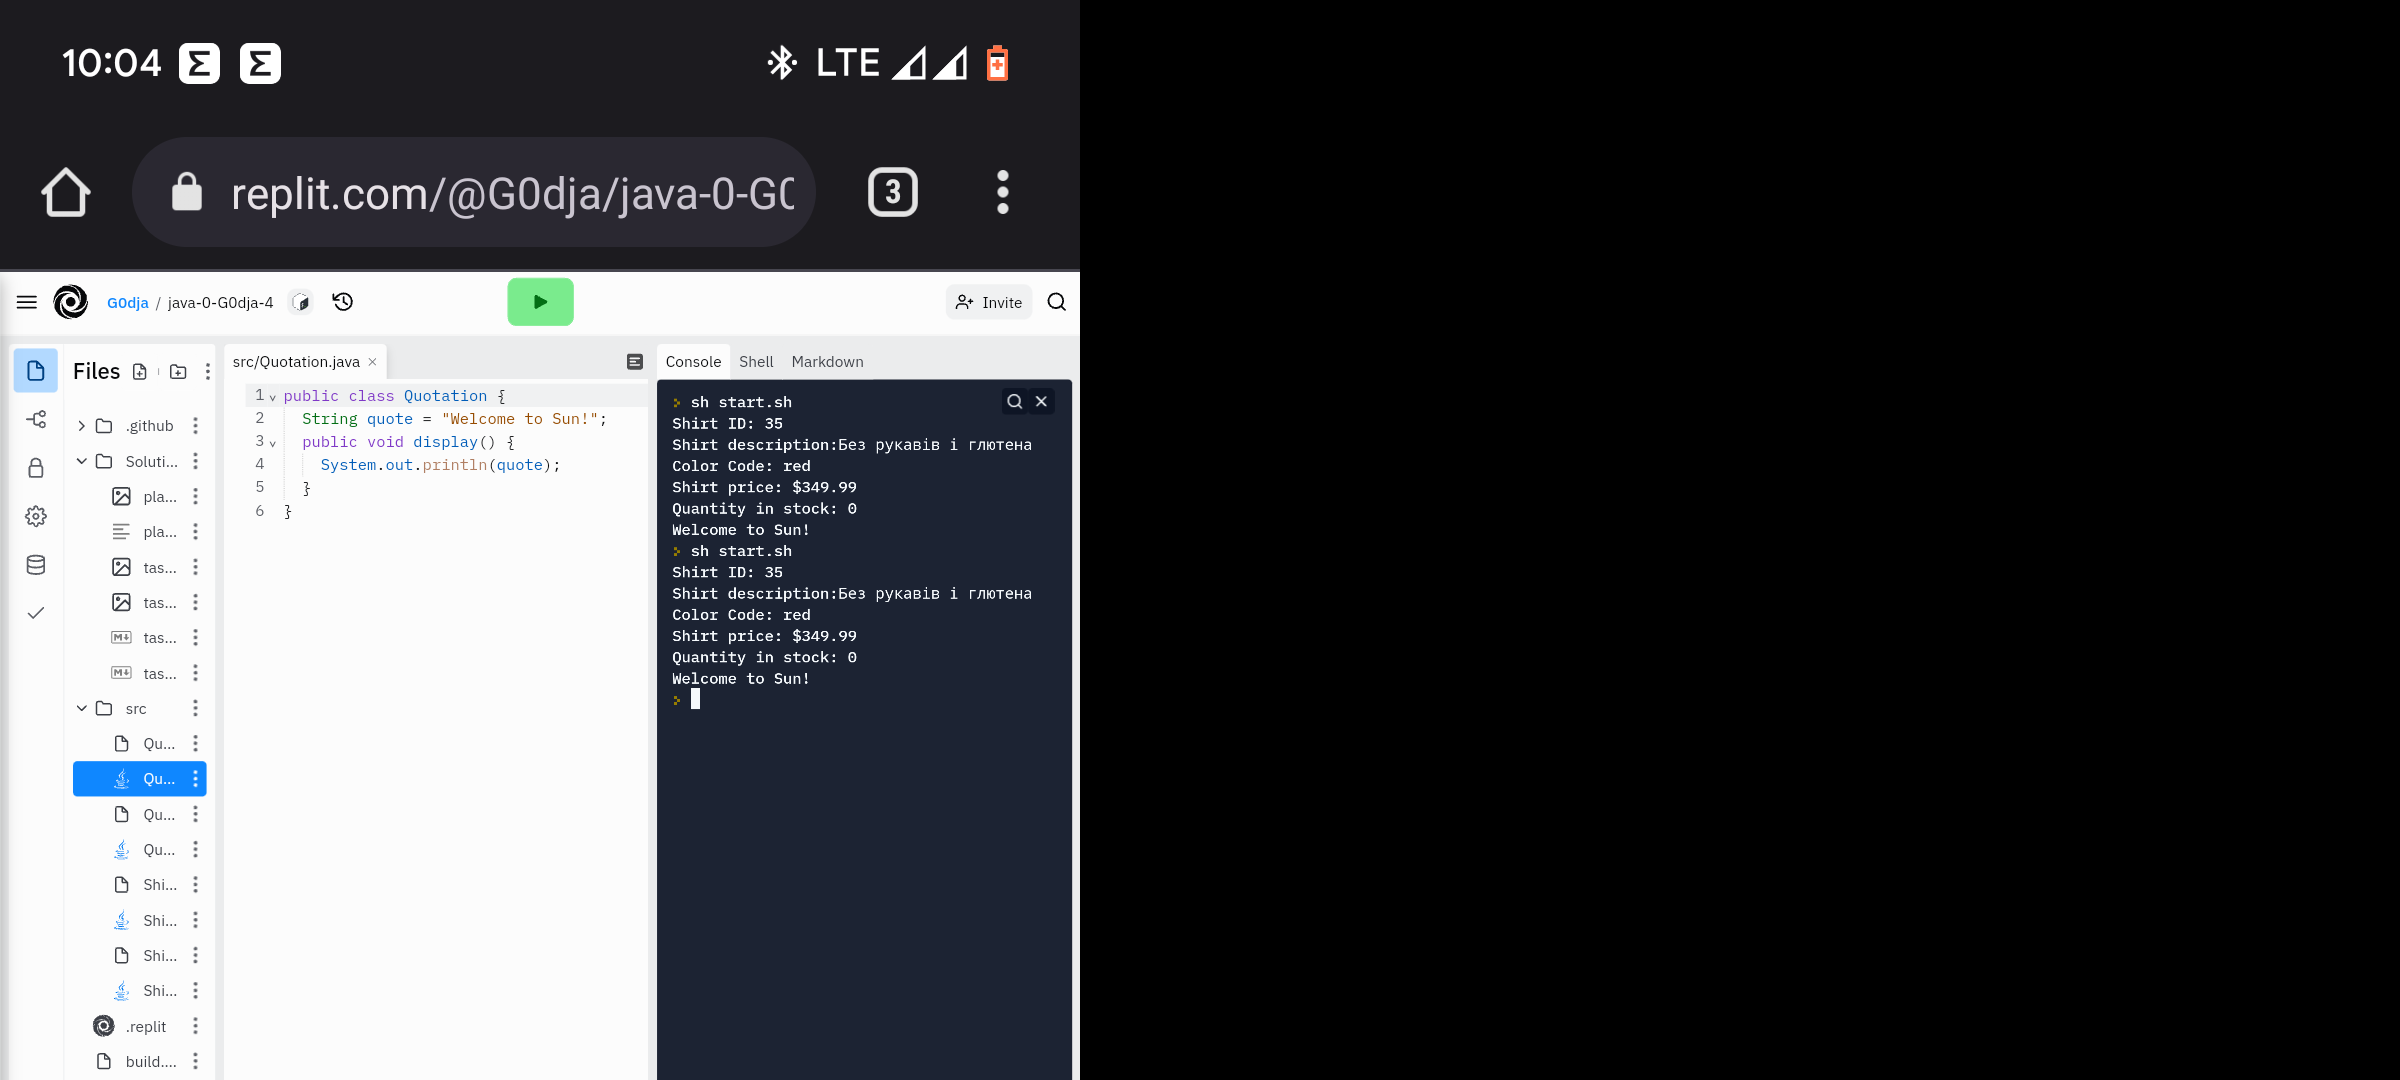 10:04
LTE
replit.com/@G0dja/java-0-G0
3
G0dja / java-0-G0dja-4
Invite
Files
src/Quotation.java
Console Shell Markdown
.github
Soluti...
pla...
pla...
tas...
tas...
tas...
tas...
src
Qu...
Qu...
Qu...
Qu...
Shi...
Shi...
Shi...
Shi...
.replit
build....
1 public class Quotation {
2 String quote = "Welcome to Sun!";
3 public void display() {
4 System.out.println(quote);
5 }
6 }
sh start.sh
Shirt ID: 35
Shirt description:Без рукавів і глютена
Color Code: red
Shirt price: $349.99
Quantity in stock: 0
Welcome to Sun!
sh start.sh
Shirt ID: 35
Shirt description:Без рукавів і глютена
Color Code: red
Shirt price: $349.99
Quantity in stock: 0
Welcome to Sun!